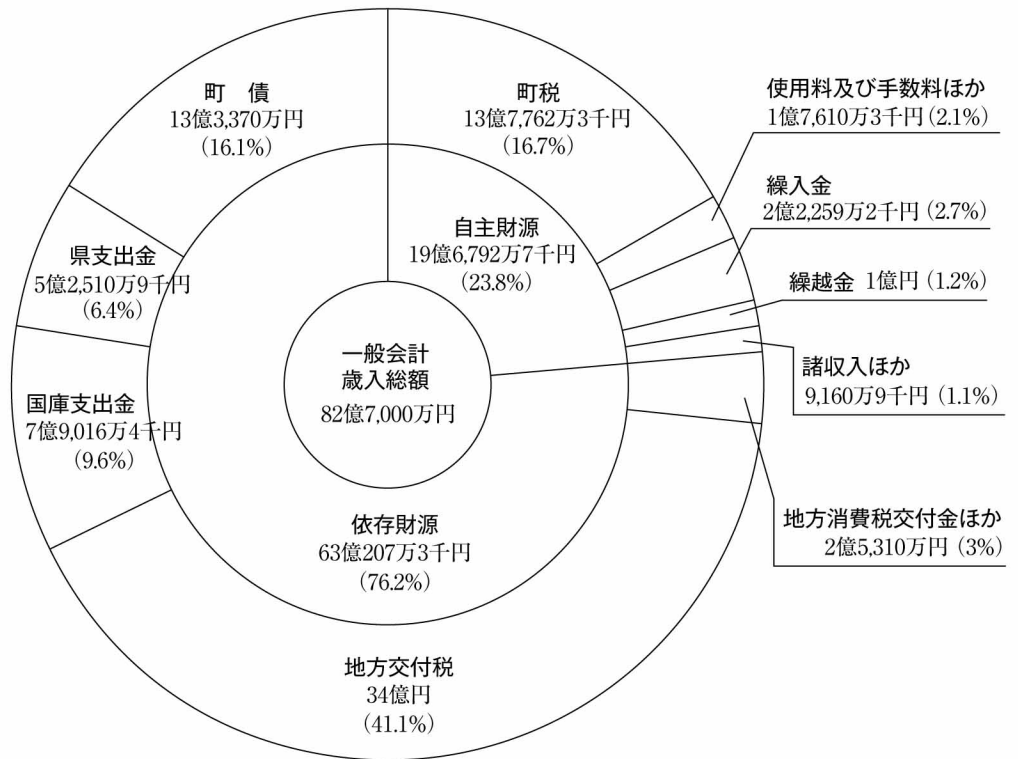 町　債
13億3,370万円
（16.1%）
町税
13億7,762万3千円
（16.7%）
使用料及び手数料ほか
1億7,610万3千円（2.1%）
繰入金
2億2,259万2千円（2.7%）
繰越金 1億円（1.2%）
諸収入ほか
9,160万9千円（1.1%）
地方消費税交付金ほか
2億5,310万円（3%）
自主財源
19億6,792万7千円
（23.8%）
県支出金
5億2,510万9千円
（6.4%）
一般会計
歳入総額
82億7,000万円
国庫支出金
7億9,016万4千円
（9.6%）
依存財源
63億207万3千円
（76.2%）
地方交付税
34億円
（41.1%）